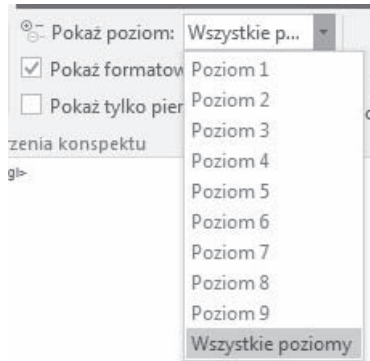 Pokaż poziom: Wszystkie p...
Pokaż formatow
Pokaż tylko pier
rzenia konspektu
Poziom 1
Poziom 2
Poziom 3
Poziom 4
Poziom 5
Poziom 6
Poziom 7
Poziom 8
Poziom 9
Wszystkie poziomy